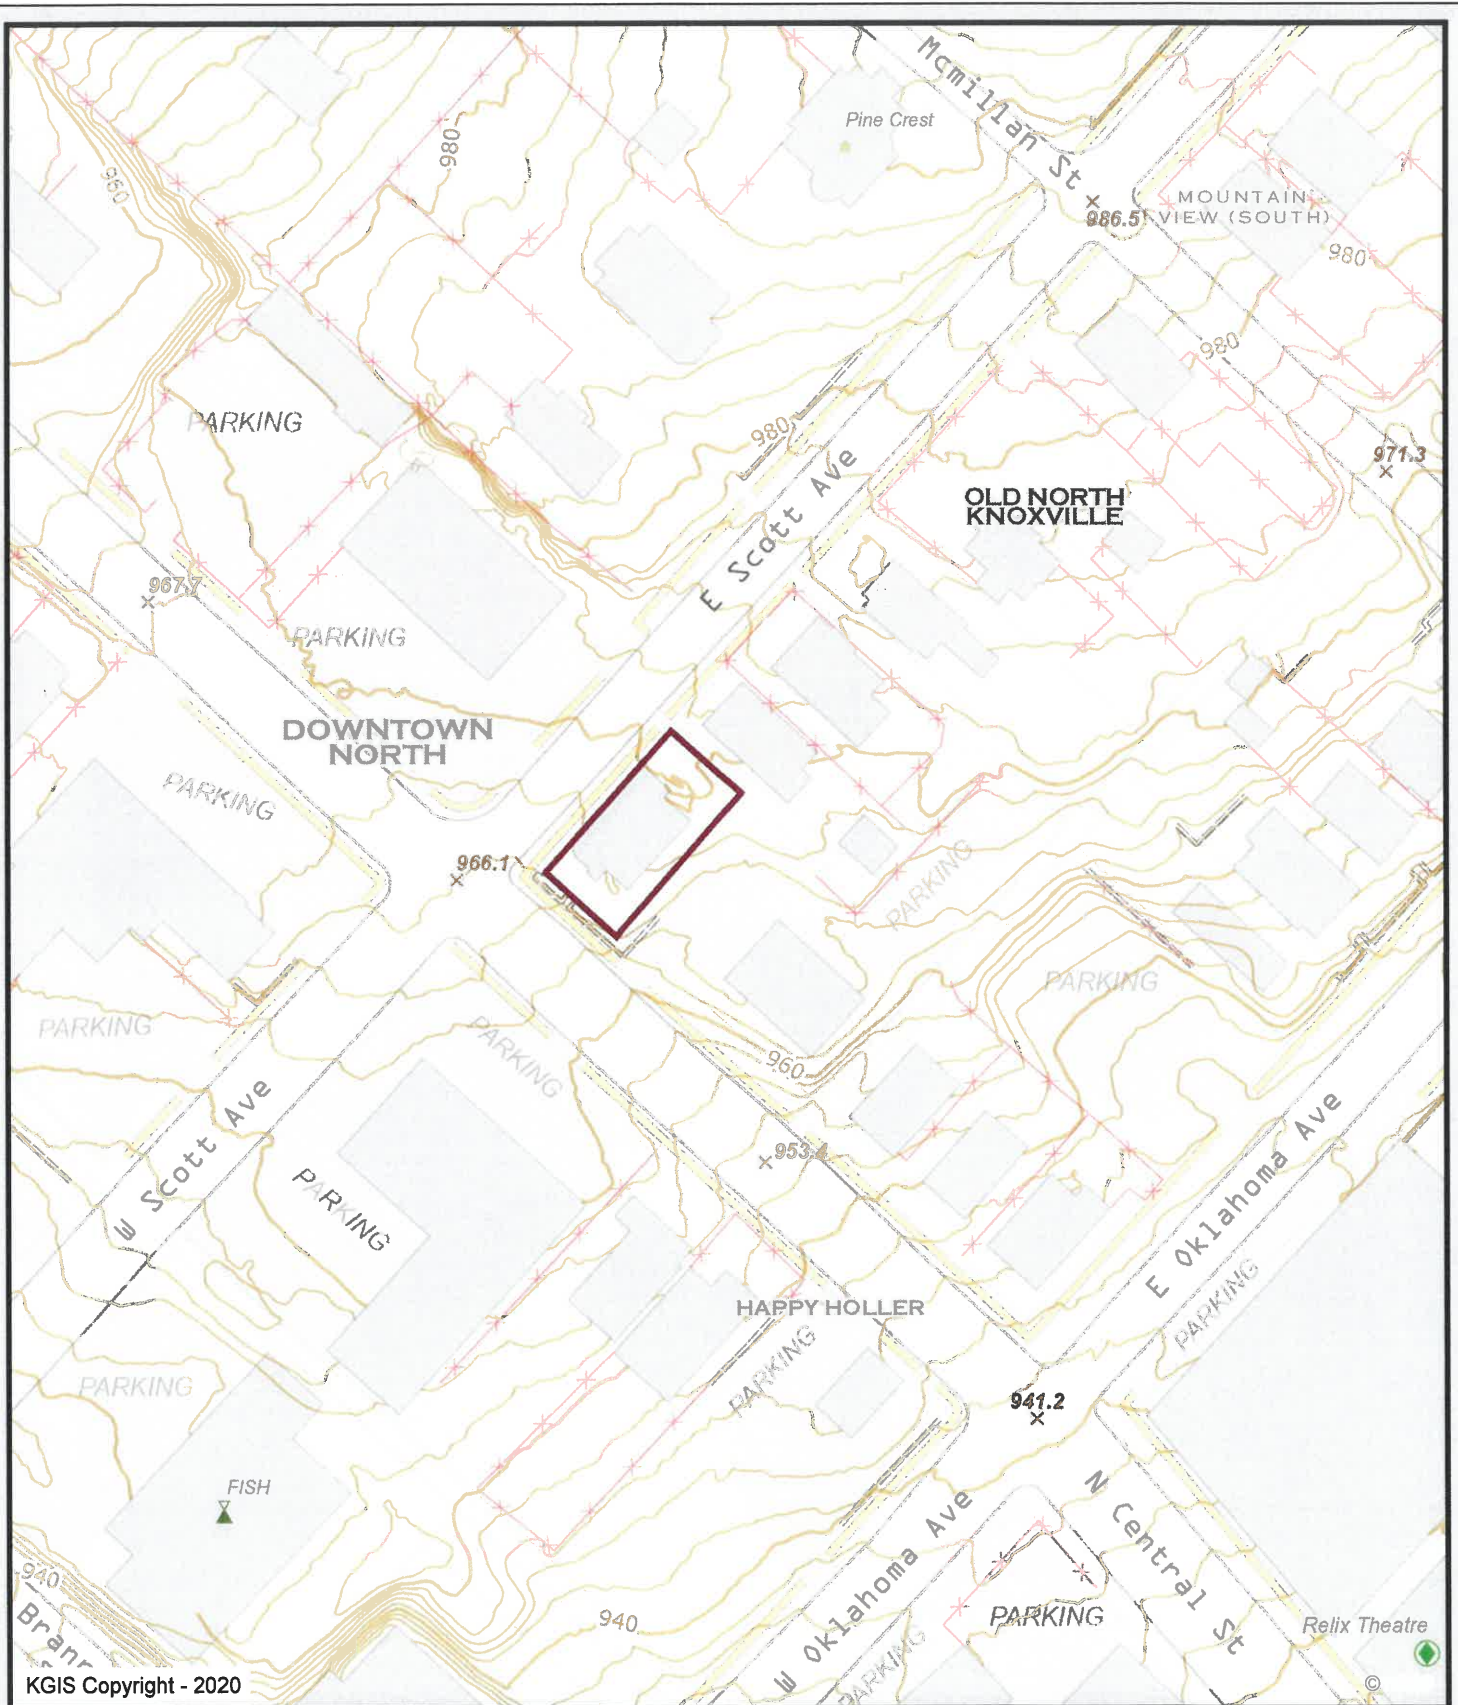 Mcmillan St
Pine Crest
980
960
986.5
MOUNTAIN
VIEW (SOUTH)
980
980
PARKING
980
971.3
E Scott Ave
OLD NORTH
KNOXVILLE
967.7
PARKING
DOWNTOWN
NORTH
PARKING
966.1
PARKING
PARKING
PARKING
PARKING
960
W Scott Ave
953.4
E Oklahoma Ave
PARKING
HAPPY HOLLER
PARKING
PARKING
PARKING
941.2
FISH
N Central St
W Oklahoma Ave
940
940
PARKING
Relix Theatre
PARKING
KGIS Copyright - 2020
©